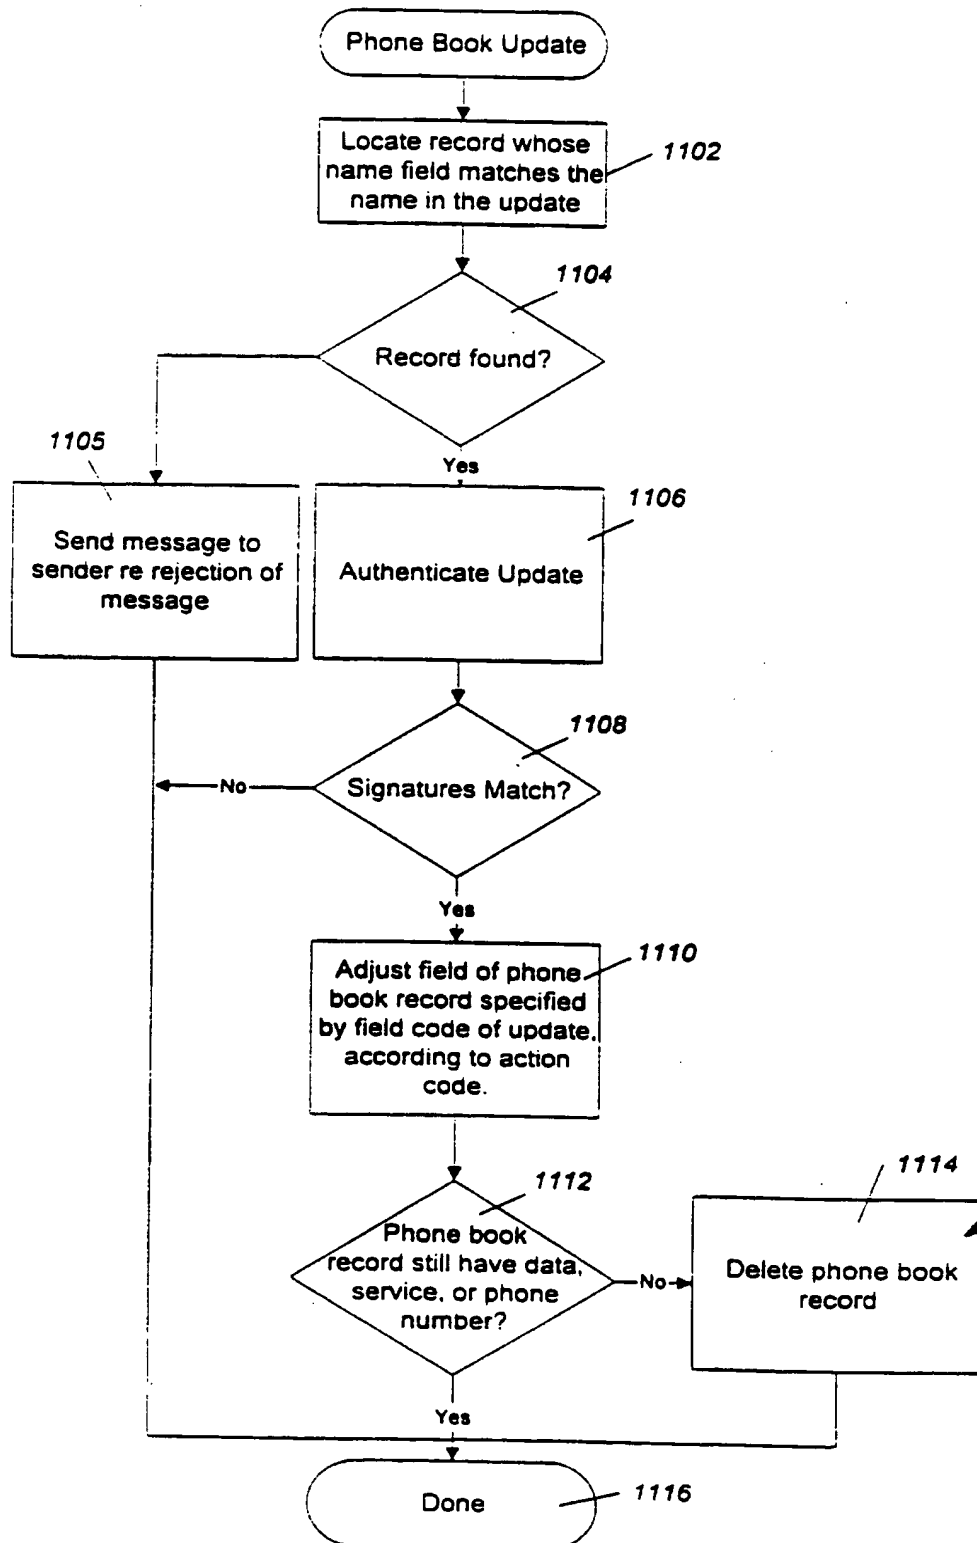 Phone Book Update
Locate record whose
name field matches the
name in the update
1102
1104
Record found?
1105
Yes
1106
Send message to
sender re rejection of
message
Authenticate Update
1108
Signatures Match?
No
Yes
1110
Adjust field of phone
book record specified
by field code of update,
according to action
code.
1112
1114
Phone book
record still have data,
service, or phone
number?
No
Delete phone book
record
Yes
Done
1116